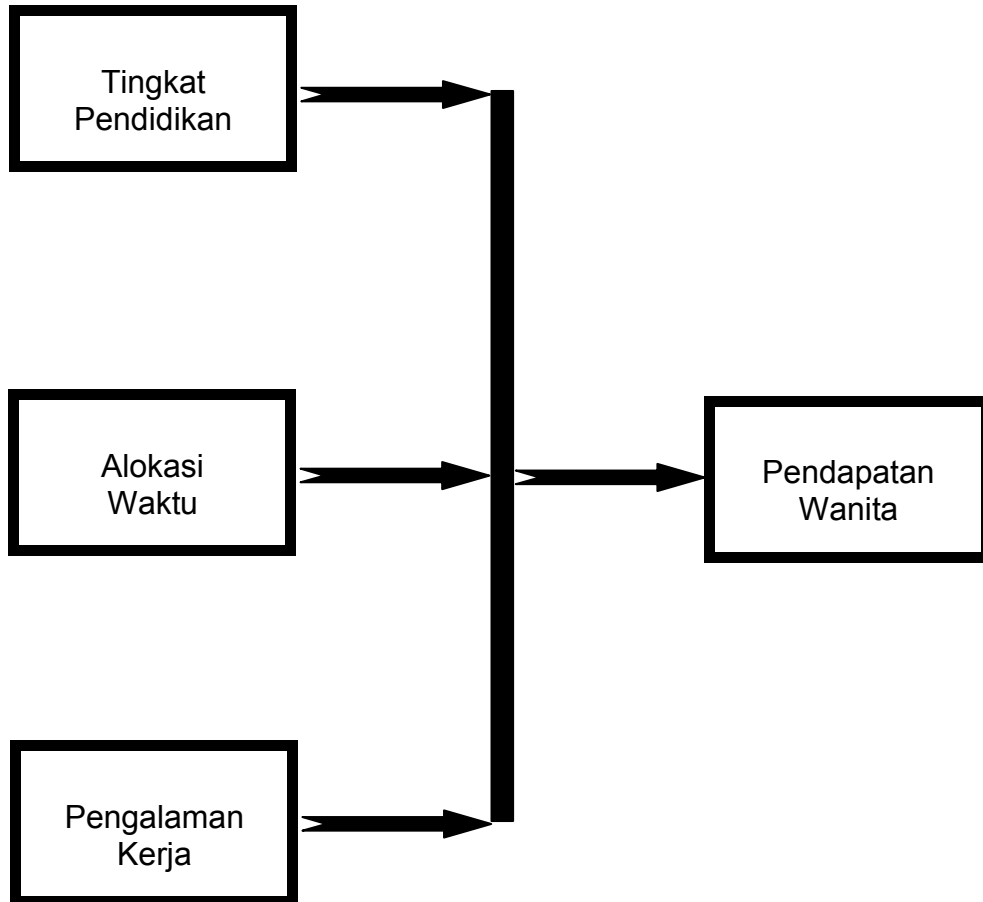 Tingkat
Pendidikan
Alokasi
Waktu
Pendapatan
Wanita
Pengalaman
Kerja